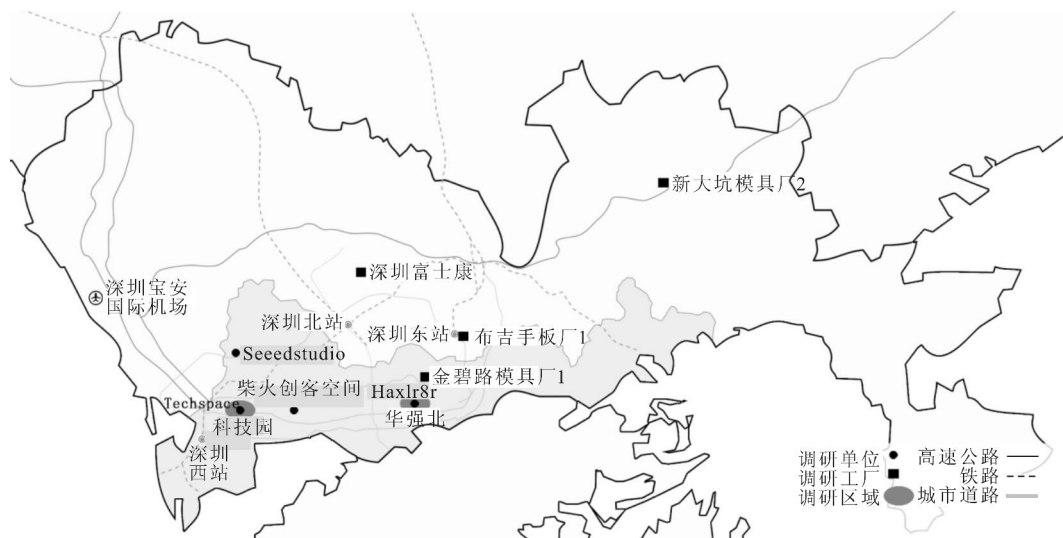 新大坑模具厂2
深圳富士康
深圳宝安
国际机场
深圳北站
深圳东站
布吉手板厂1
Seeedstudio
金碧路模具厂1
柴火创客空间
Haxlr8r
Techspace
科技园
华强北
深圳
西站
调研单位
高速公路
调研工厂
铁路
调研区域
城市道路